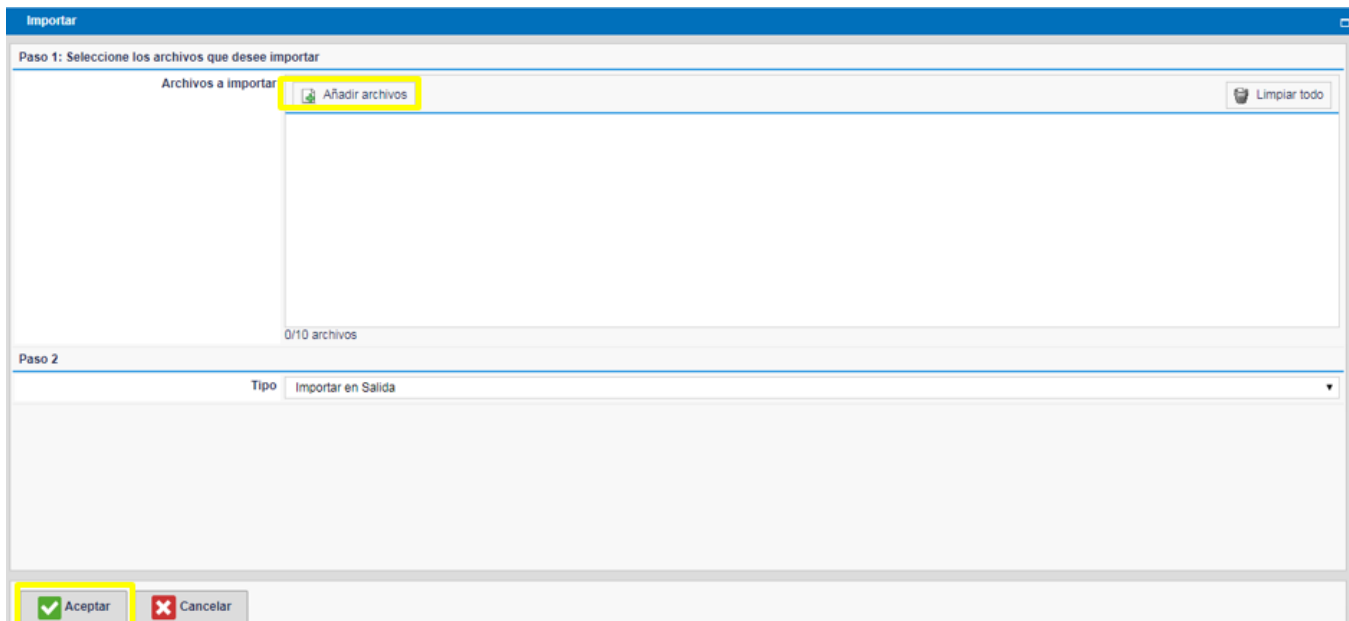 Importar
Paso 1: Seleccione los archivos que desee importar
Archivos a importar
Añadir archivos
Limpiar todo
0/10 archivos
Paso 2
Tipo
Importar en Salida
Aceptar
Cancelar